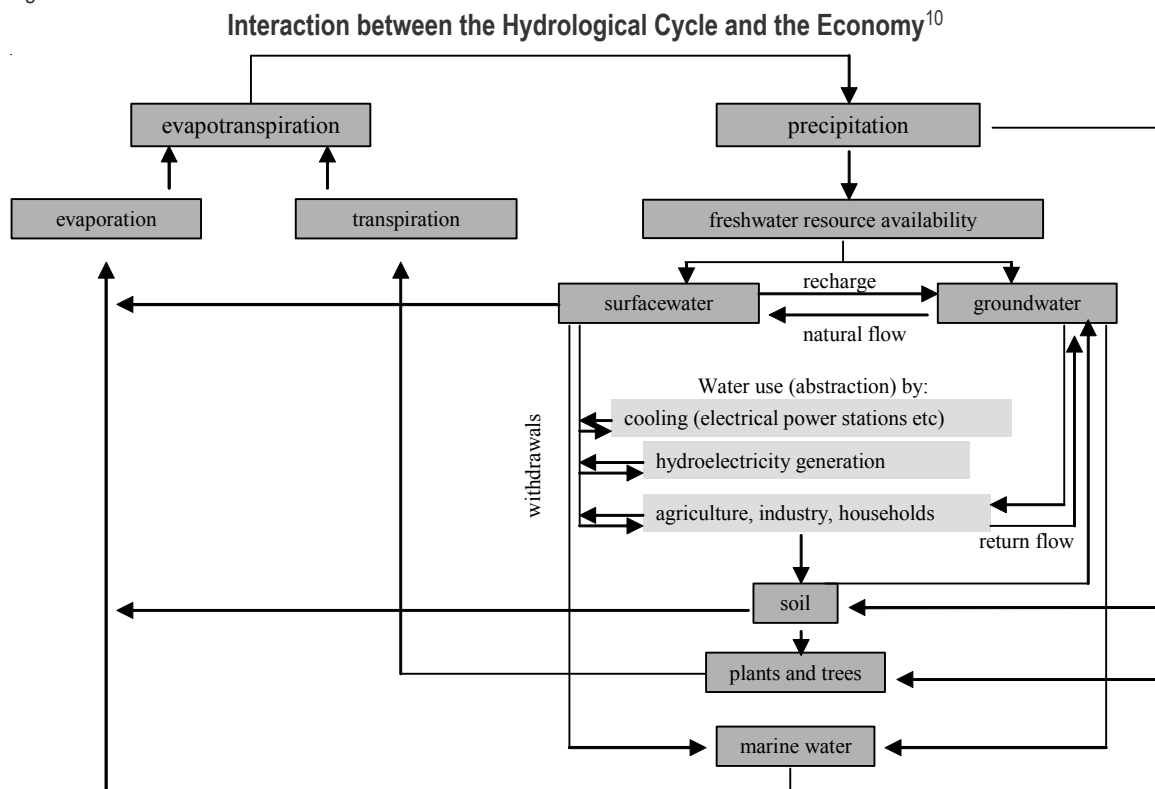 Interaction between the Hydrological Cycle and the Economy10
evapotranspiration
precipitation
evaporation
transpiration
freshwater resource availability
surfacewater
recharge
groundwater
natural flow
Water use (abstraction) by:
cooling (electrical power stations etc)
withdrawals
hydroelectricity generation
agriculture, industry, households
return flow
soil
plants and trees
marine water